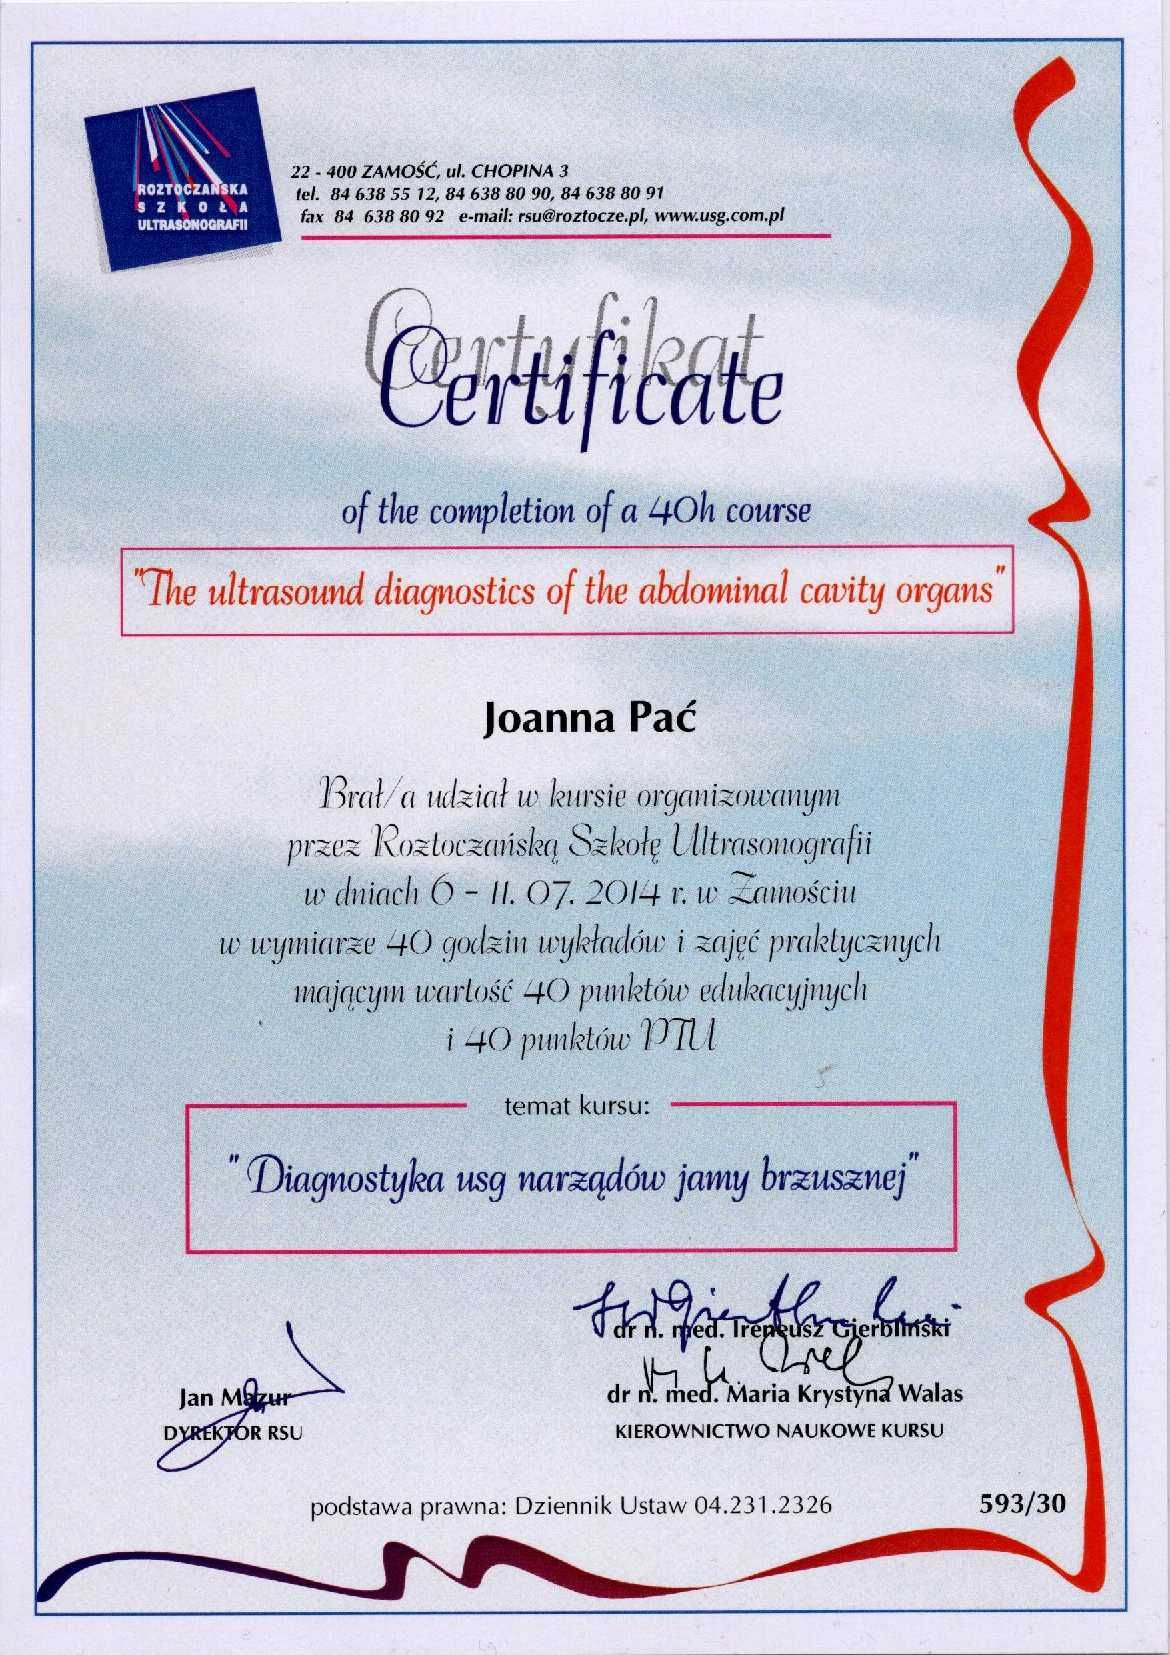 ROZTOCZAŃSKA
SZKOŁA
ULTRASONOGRAFII
22 - 400 ZAMOŚĆ, ul. CHOPINA 3
tel. 84 638 55 12, 84 638 80 90, 84 638 80 91
fax 84 638 80 92 e-mail: rsu@roztocze.pl, www.usg.com.pl
Certyfikat
Certificate
of the completion of a 40h course
"The ultrasound diagnostics of the abdominal cavity organs"
Joanna Pać
Brał/a udział w kursie organizowanym
przez Roztoczańską Szkołę Ultrasonografii
w dniach 6 - 11. 07. 2014 r. w Zamościu
w wymiarze 40 godzin wykładów i zajęć praktycznych
mającym wartość 40 punktów edukacyjnych
i 40 punktów PTU
temat kursu:
"Diagnostyka usg narządów jamy brzusznej"
dr n. med. Ireneusz Gierbliński
Jan Mazur
dr n. med. Maria Krystyna Walas
DYREKTOR RSU
KIEROWNICTWO NAUKOWE KURSU
podstawa prawna: Dziennik Ustaw 04.231.2326
593/30